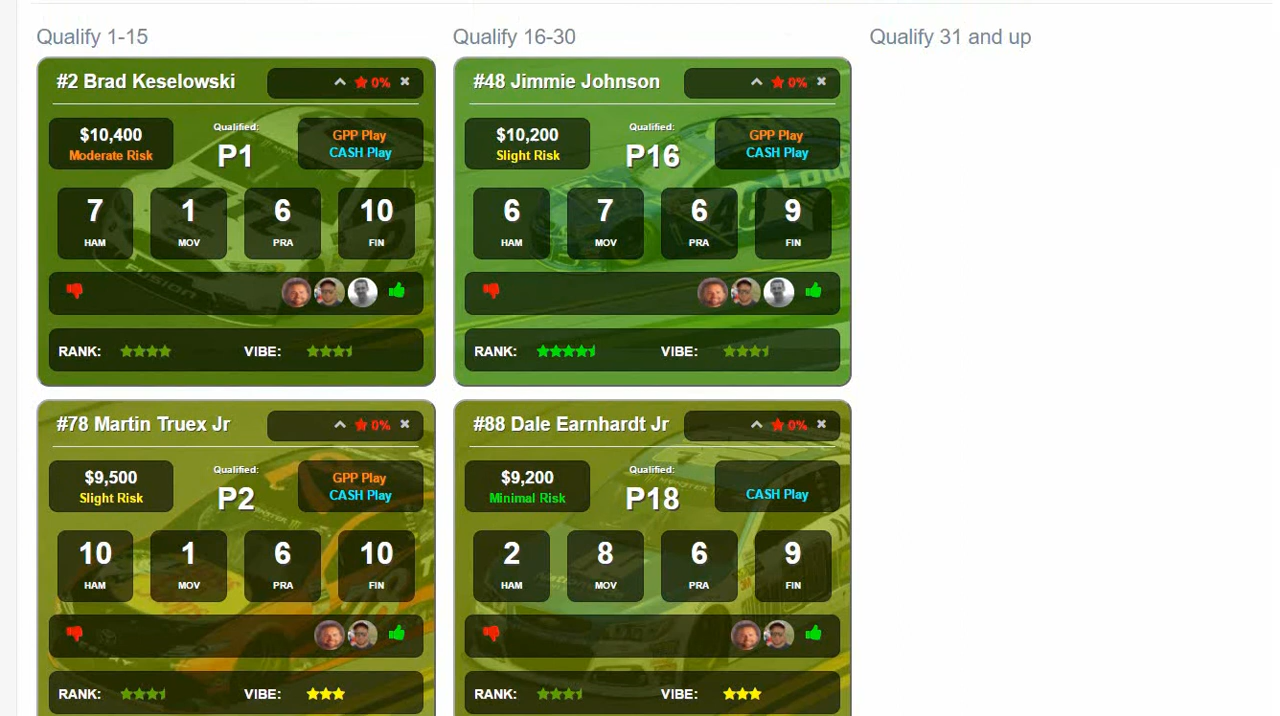 Qualify 1-15
Qualify 16-30
Qualify 31 and up
#2 Brad Keselowski
0%
$10,400
Moderate Risk
Qualified:
P1
GPP Play
CASH Play
7
HAM
1
MOV
6
PRA
10
FIN
RANK:
VIBE:
#48 Jimmie Johnson
0%
$10,200
Slight Risk
Qualified:
P16
GPP Play
CASH Play
6
HAM
7
MOV
6
PRA
9
FIN
RANK:
VIBE:
#78 Martin Truex Jr
0%
$9,500
Slight Risk
Qualified:
P2
GPP Play
CASH Play
10
HAM
1
MOV
6
PRA
10
FIN
RANK:
VIBE:
#88 Dale Earnhardt Jr
0%
$9,200
Minimal Risk
Qualified:
P18
CASH Play
2
HAM
8
MOV
6
PRA
9
FIN
RANK:
VIBE: